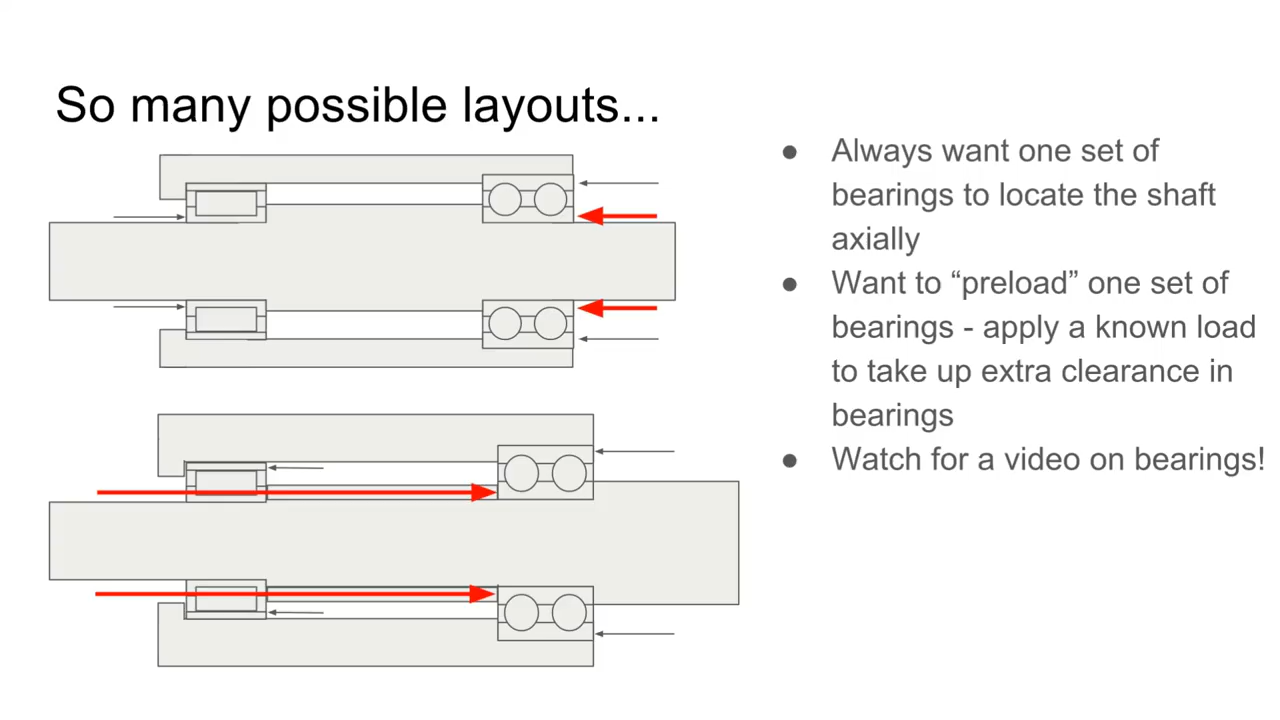 So many possible layouts...
● Always want one set of
bearings to locate the shaft
axially
● Want to “preload” one set of
bearings - apply a known load
to take up extra clearance in
bearings
● Watch for a video on bearings!